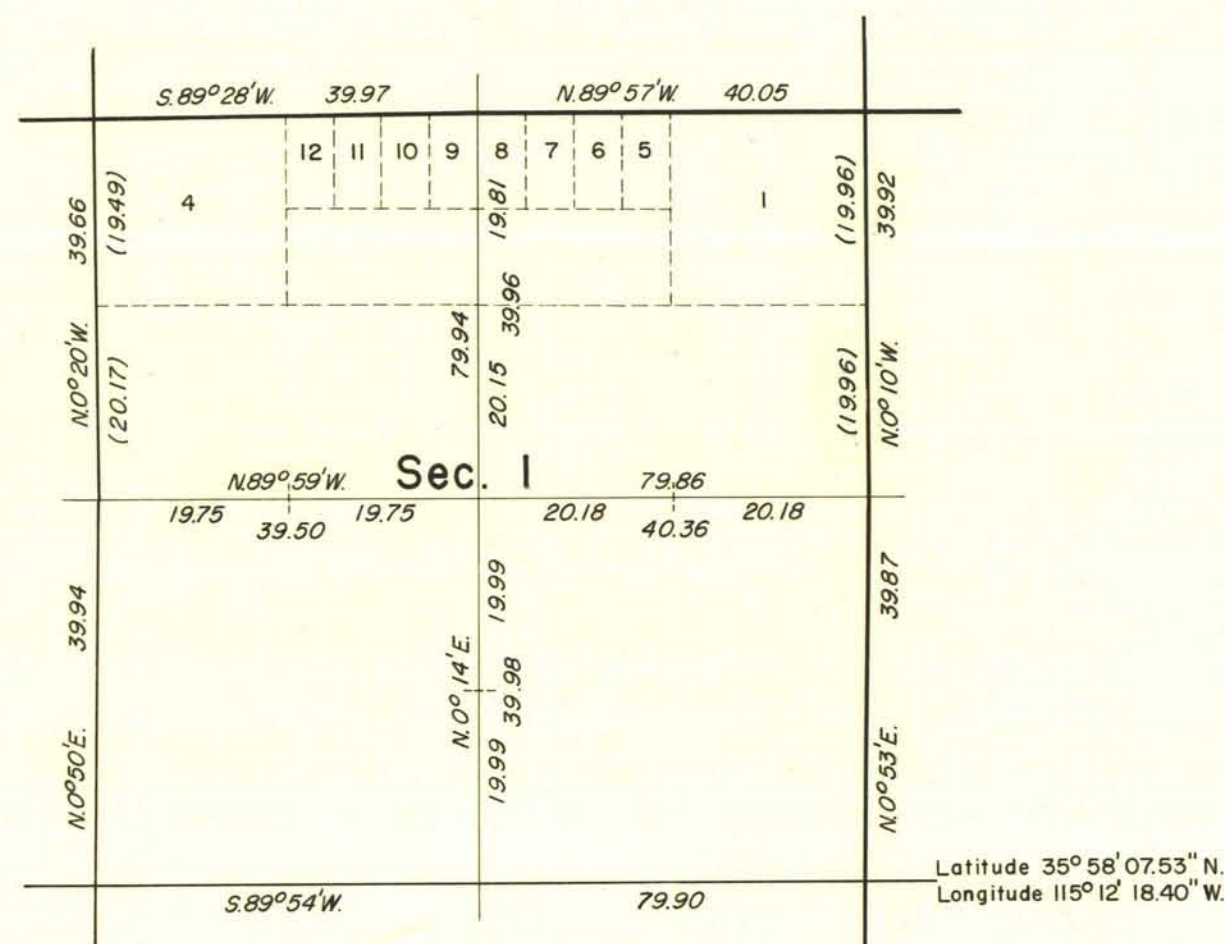 S.89°28'W. 39.97 N.89°57'W. 40.05
12 11 10 9 8 7 6 5
4 1
39.66 (19.49) 19.81 (19.96) 39.92
39.96
79.94
N.0°20'W. (20.17) 20.15 (19.96) N.0°10'W.
Sec. 1
N.89°59'W. 79.86
19.75 19.75 20.18 20.18
39.50 40.36
39.94 19.99 39.87
N.0°14'E. 39.98
N.0°50'E. 19.99 N.0°53'E.
Latitude 35°58'07.53" N.
Longitude 115°12'18.40" W.
S.89°54'W. 79.90